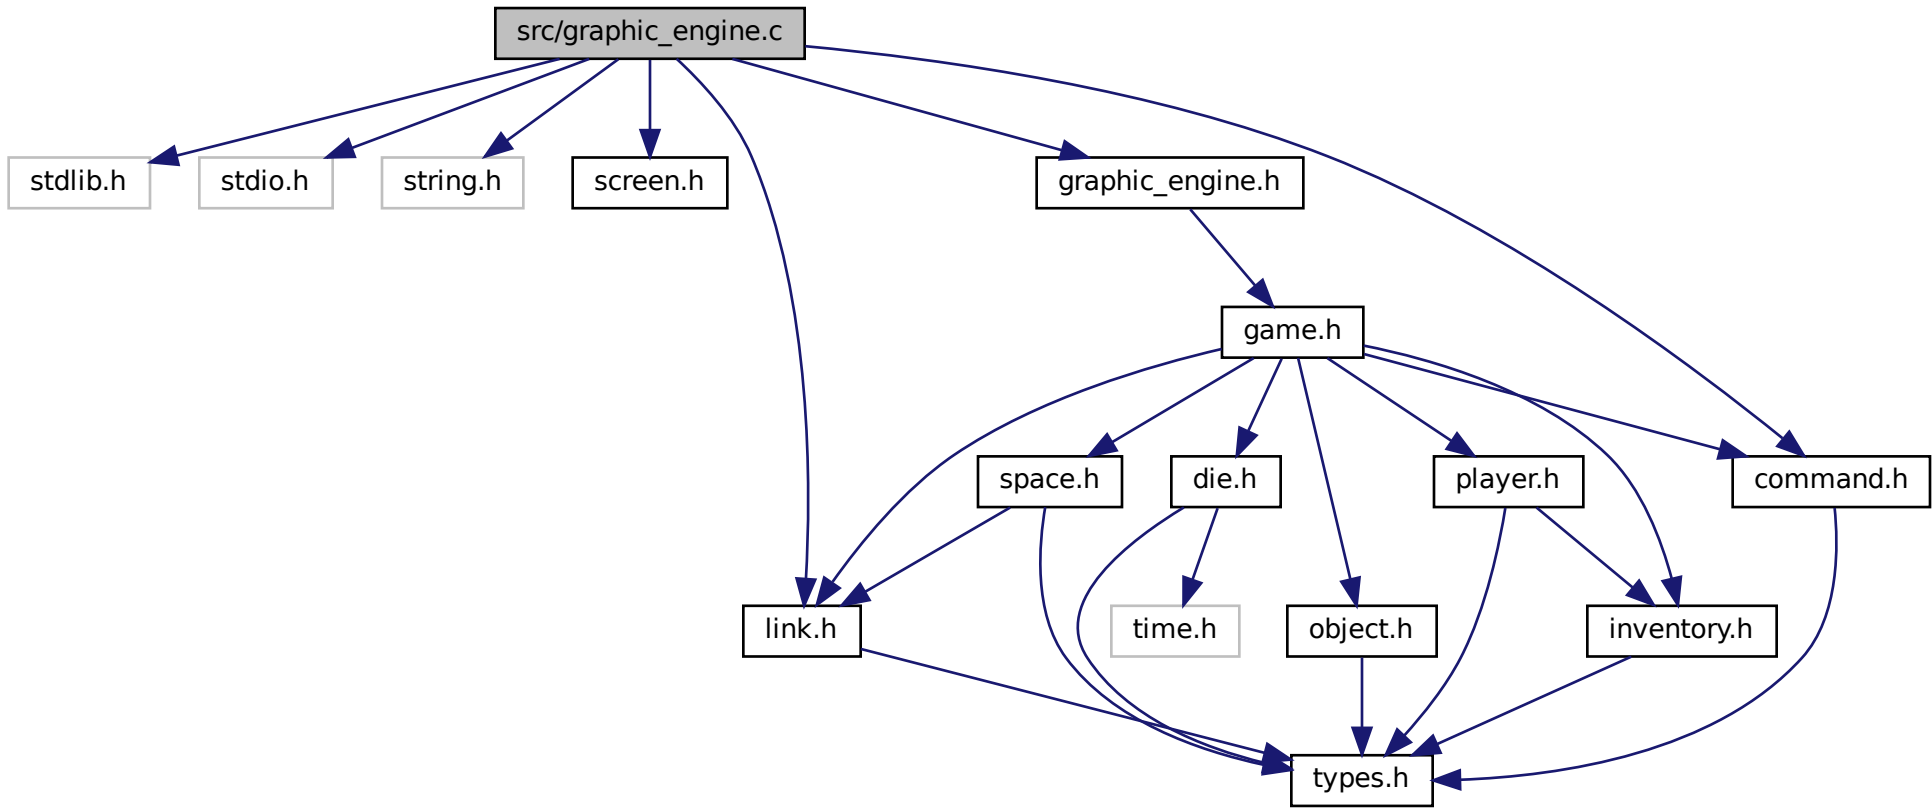 src/graphic_engine.c
stdlib.h
stdio.h
string.h
screen.h
graphic_engine.h
game.h
space.h
die.h
player.h
command.h
link.h
time.h
object.h
inventory.h
types.h